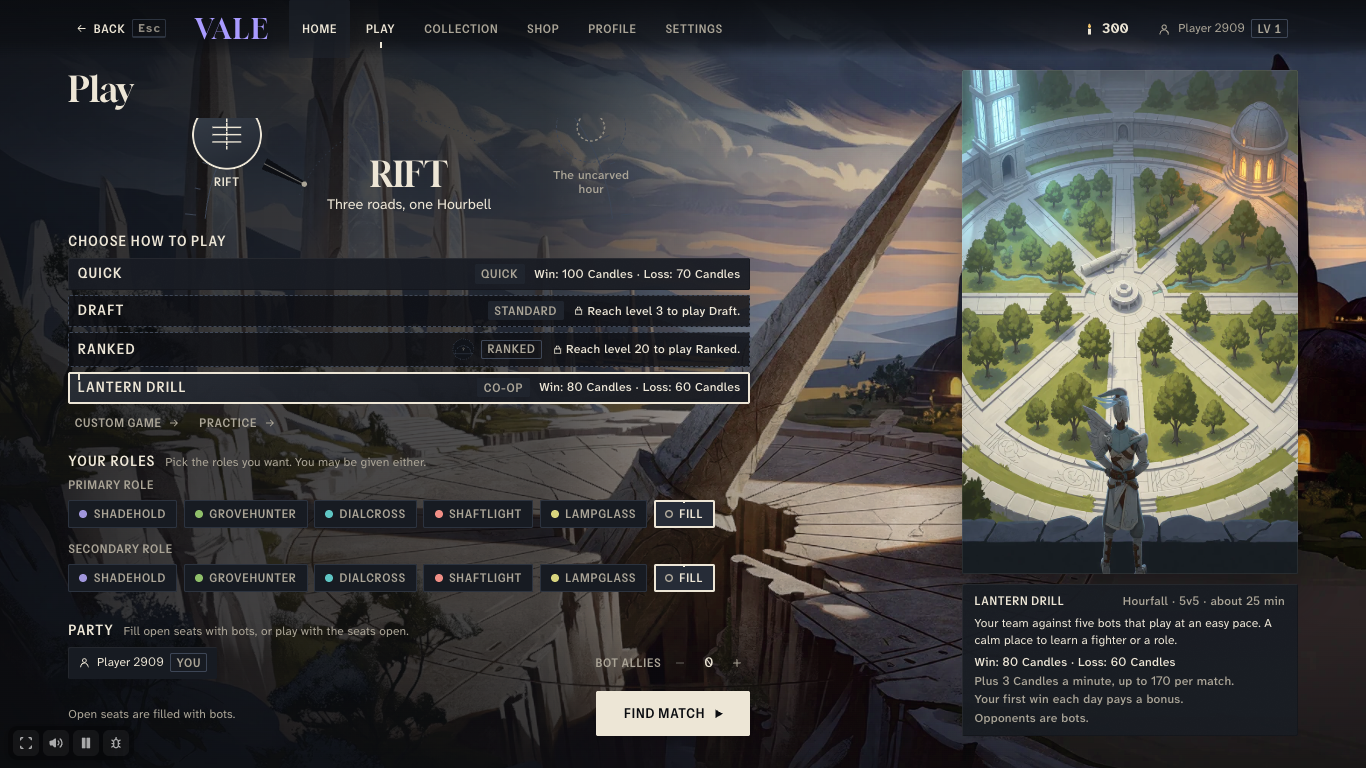 ← BACK Esc VALE HOME PLAY COLLECTION SHOP PROFILE SETTINGS 300 Player 2909 LV 1
Play
RIFT
RIFT
Three roads, one Hourbell
The uncarved
hour
CHOOSE HOW TO PLAY
QUICK QUICK Win: 100 Candles · Loss: 70 Candles
DRAFT STANDARD Reach level 3 to play Draft.
RANKED RANKED Reach level 20 to play Ranked.
LANTERN DRILL CO-OP Win: 80 Candles · Loss: 60 Candles
CUSTOM GAME → PRACTICE →
YOUR ROLES Pick the roles you want. You may be given either.
PRIMARY ROLE
SHADEHOLD GROVEHUNTER DIALCROSS SHAFTLIGHT LAMPGLASS FILL
SECONDARY ROLE
SHADEHOLD GROVEHUNTER DIALCROSS SHAFTLIGHT LAMPGLASS FILL
PARTY Fill open seats with bots, or play with the seats open.
Player 2909 YOU
BOT ALLIES − 0 +
Open seats are filled with bots.
FIND MATCH ▶
LANTERN DRILL Hourfall · 5v5 · about 25 min
Your team against five bots that play at an easy pace. A
calm place to learn a fighter or a role.
Win: 80 Candles · Loss: 60 Candles
Plus 3 Candles a minute, up to 170 per match.
Your first win each day pays a bonus.
Opponents are bots.